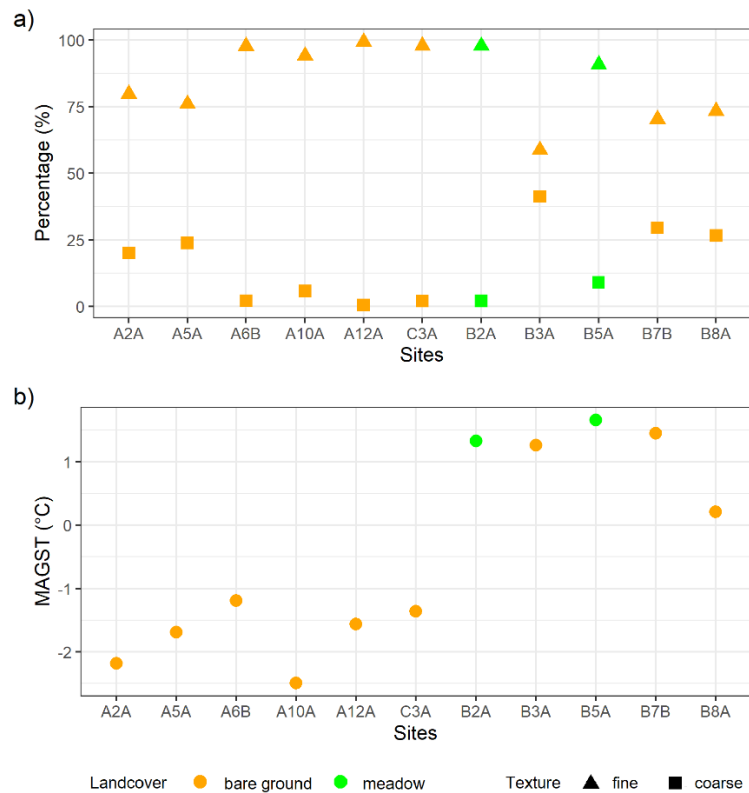 a)
Percentage (%)
100
75
50
25
0
A2A A5A A6B A10A A12A C3A B2A B3A B5A B7B B8A
Sites
b)
MAGST (°C)
1
0
-1
-2
A2A A5A A6B A10A A12A C3A B2A B3A B5A B7B B8A
Sites
Landcover bare ground meadow Texture fine coarse